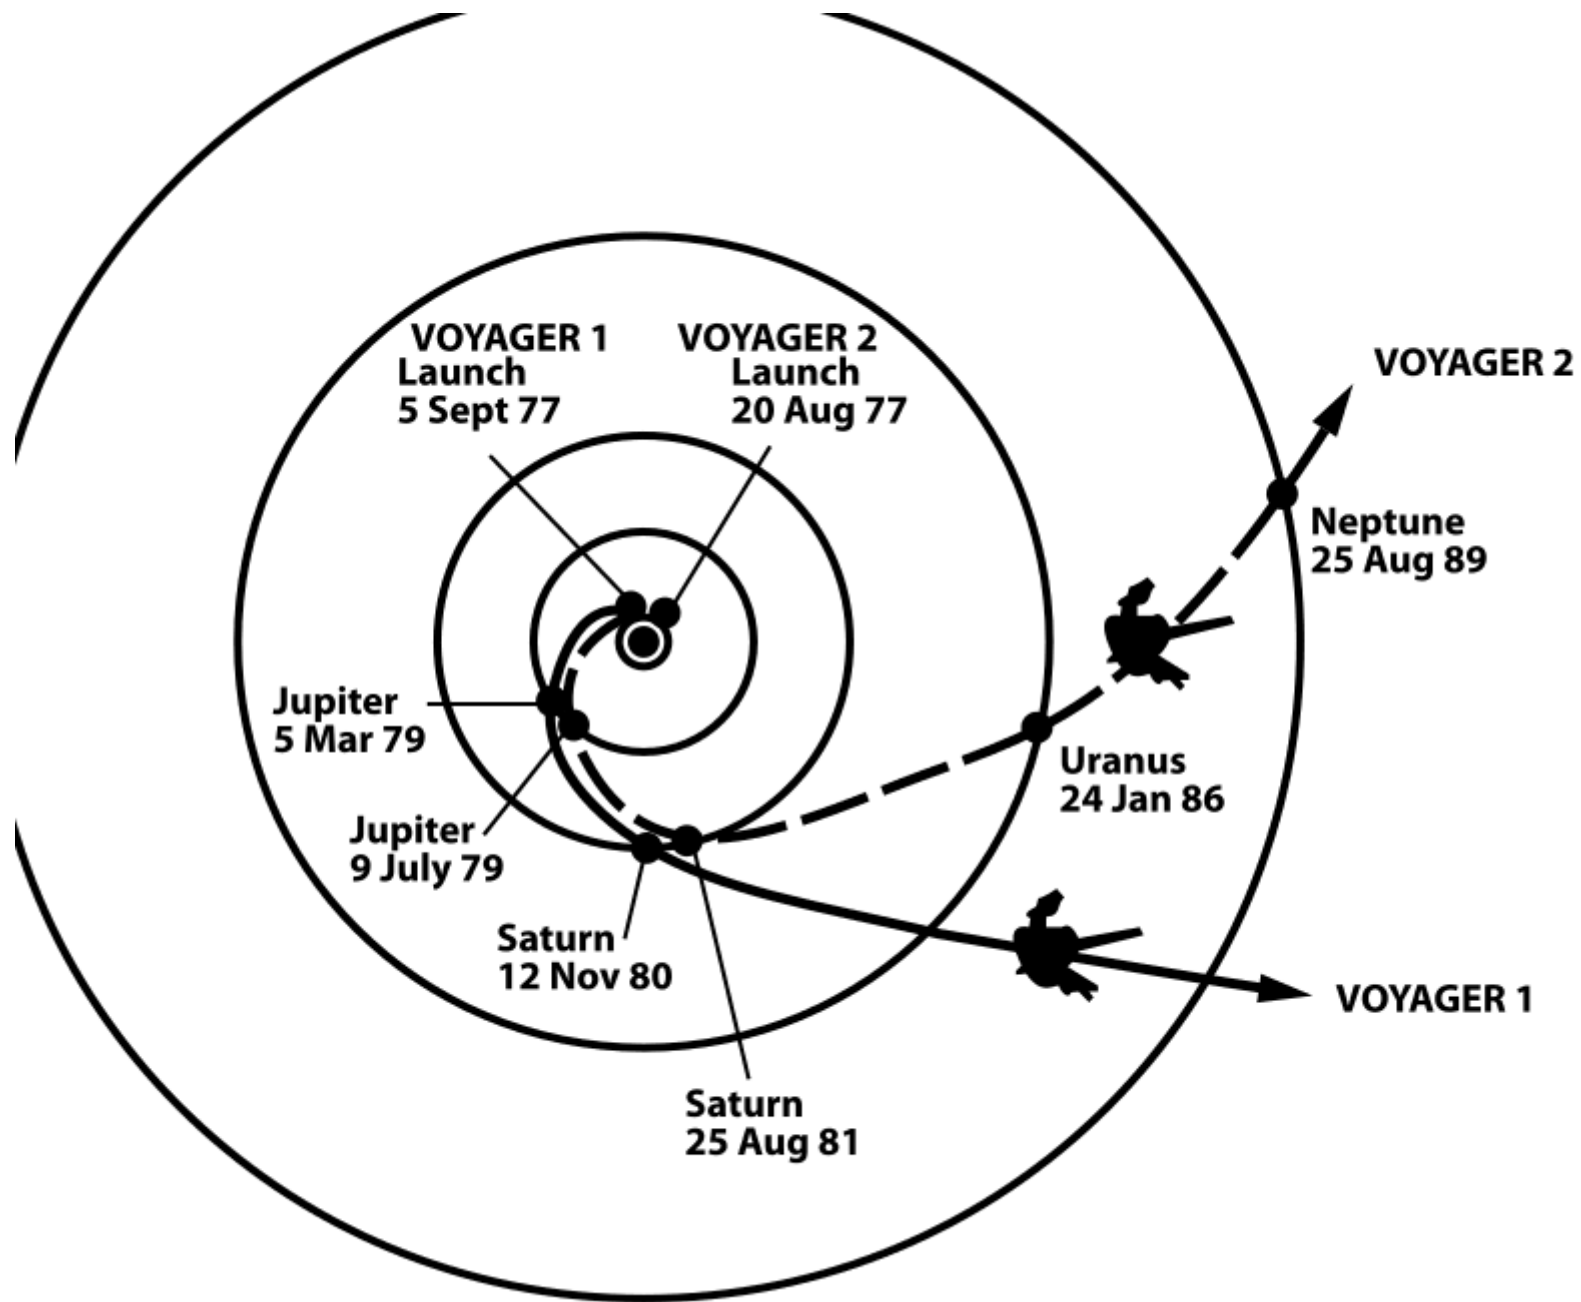 VOYAGER 1
Launch
5 Sept 77
VOYAGER 2
Launch
20 Aug 77
VOYAGER 2
Neptune
25 Aug 89
Jupiter
5 Mar 79
Uranus
24 Jan 86
Jupiter
9 July 79
Saturn
12 Nov 80
VOYAGER 1
Saturn
25 Aug 81